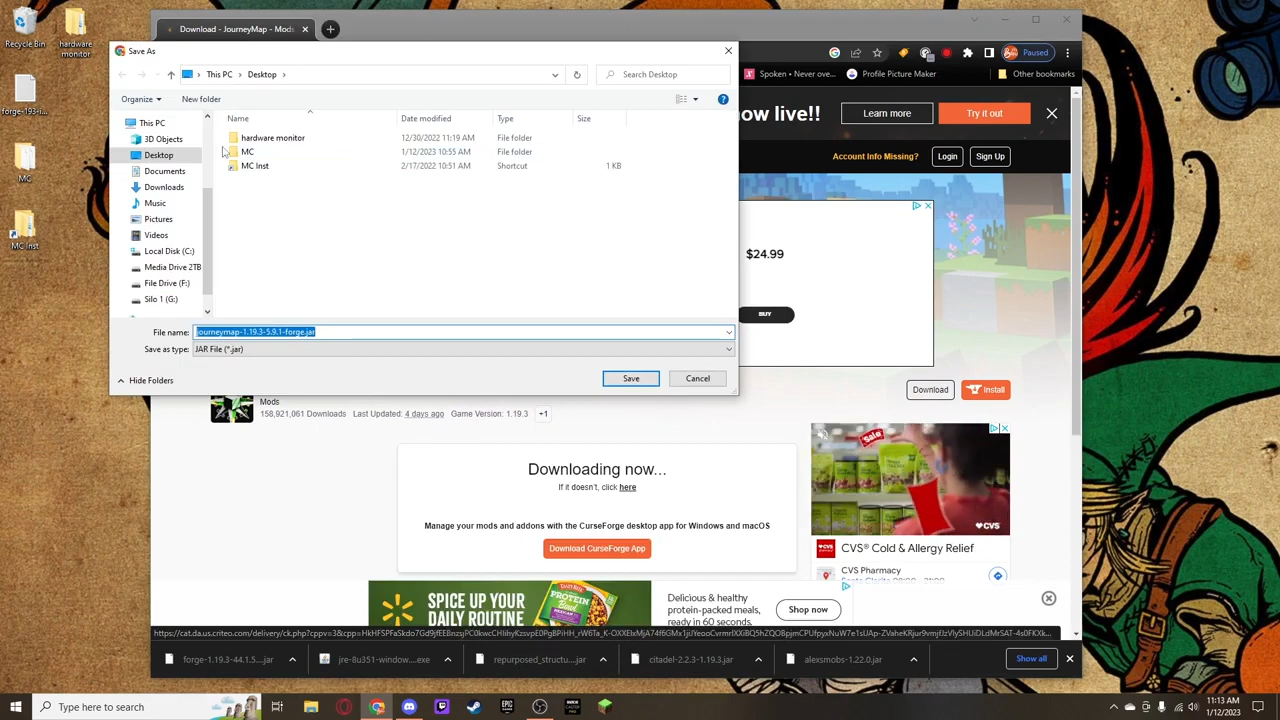 Recycle Bin
hardware monitor
forge-193-i...
MC
MC Inst
Download - JourneyMap - Mods
Paused
Spoken • Never ove...
Profile Picture Maker
Other bookmarks
now live!!
Learn more
Try it out
Account Info Missing?
Login
Sign Up
Save As
This PC
Desktop
Search Desktop
Organize
New folder
Name
Date modified
Type
Size
This PC
3D Objects
Desktop
Documents
Downloads
Music
Pictures
Videos
Local Disk (C:)
Media Drive 2TB
File Drive (F:)
Silo 1 (G:)
hardware monitor 12/30/2022 11:19 AM File folder
MC 1/12/2023 10:55 AM File folder
MC Inst 2/17/2022 10:51 AM Shortcut 1 KB
File name: journeymap-1.19.3-5.9.1-forge.jar
Save as type: JAR File (*.jar)
Hide Folders
Save
Cancel
$24.99
BUY
Download
Install
Mods
158,921,061 Downloads Last Updated: 4 days ago Game Version: 1.19.3 +1
Downloading now...
If it doesn't, click here
Manage your mods and addons with the CurseForge desktop app for Windows and macOS
Download CurseForge App
Sale
CVS
CVS® Cold & Allergy Relief
CVS Pharmacy
Walmart
SPICE UP YOUR
DAILY ROUTINE
PROTEIN
Delicious & healthy
protein-packed meals,
ready in 60 seconds.
Shop now
forge-1.19.3-44.1.5....jar
jre-8u351-window....exe
repurposed_structu....jar
citadel-2.2.3-1.19.3.jar
alexsmobs-1.22.0.jar
Show all
Type here to search
EPIC
11:13 AM
1/12/2023